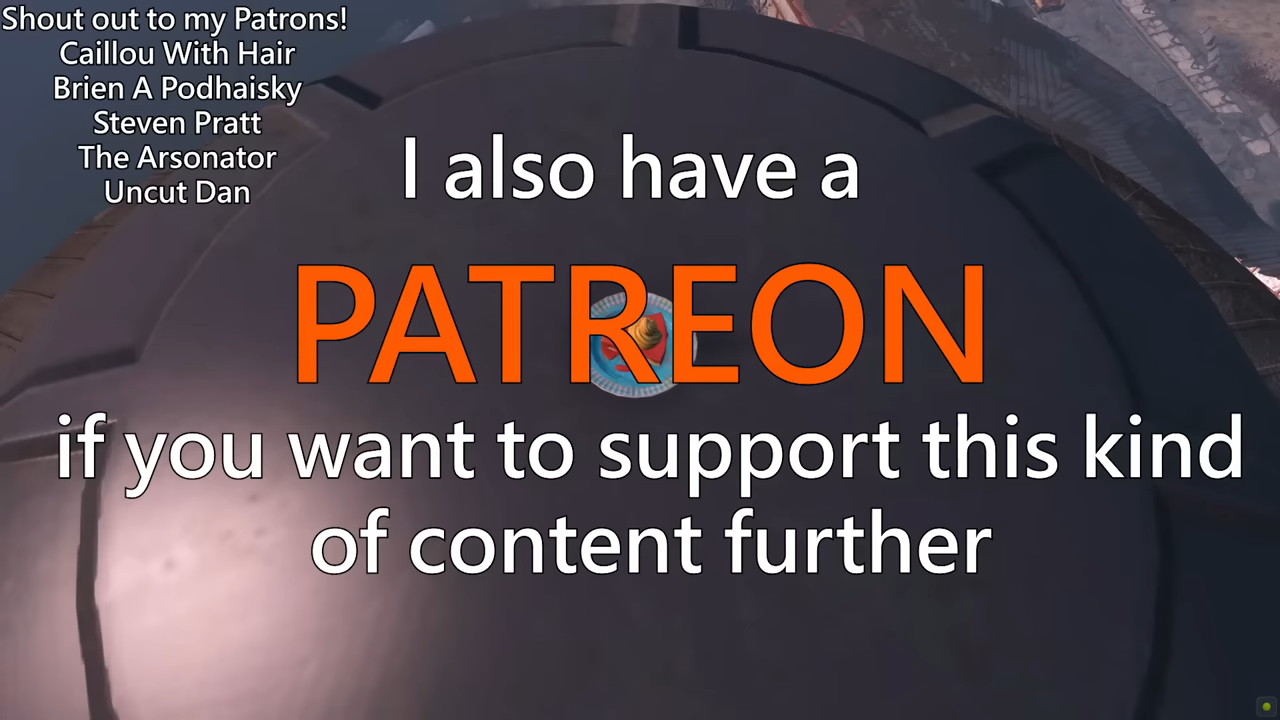 Shout out to my Patrons!
Caillou With Hair
Brien A Podhaisky
Steven Pratt
The Arsonator
Uncut Dan
I also have a
PATREON
if you want to support this kind
of content further